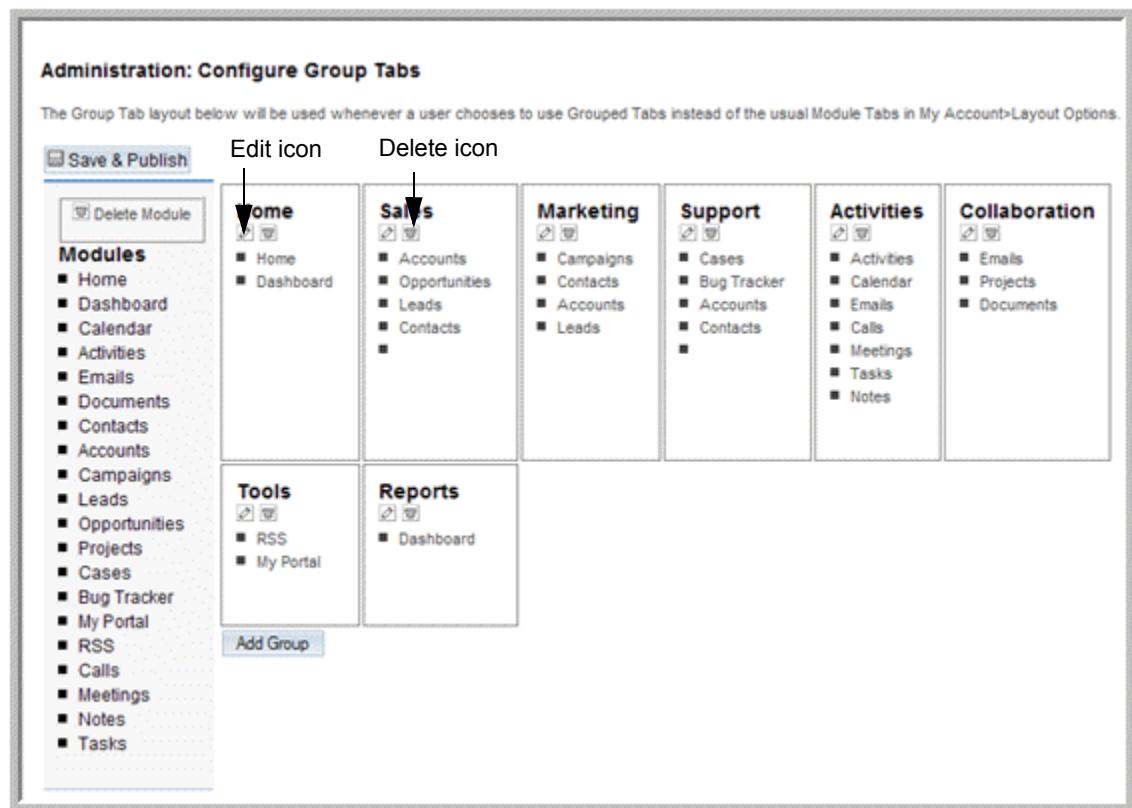 Administration: Configure Group Tabs
The Group Tab layout below will be used whenever a user chooses to use Grouped Tabs instead of the usual Module Tabs in My Account>Layout Options.
Save & Publish
Edit icon
Delete icon
Delete Module
Modules
Home
Dashboard
Calendar
Activities
Emails
Documents
Contacts
Accounts
Campaigns
Leads
Opportunities
Projects
Cases
Bug Tracker
My Portal
RSS
Calls
Meetings
Notes
Tasks
Home
Home
Dashboard
Sales
Accounts
Opportunities
Leads
Contacts
Marketing
Campaigns
Contacts
Accounts
Leads
Support
Cases
Bug Tracker
Accounts
Contacts
Activities
Activities
Calendar
Emails
Calls
Meetings
Tasks
Notes
Collaboration
Emails
Projects
Documents
Tools
RSS
My Portal
Reports
Dashboard
Add Group